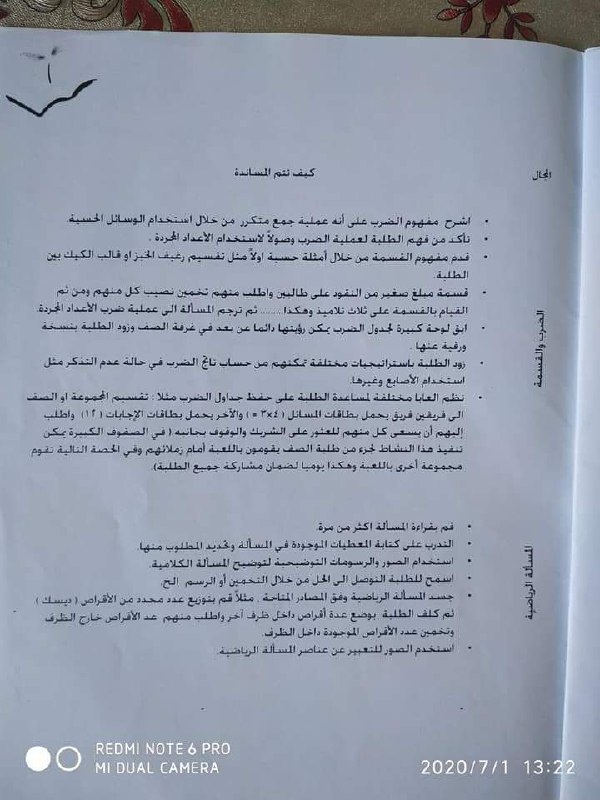 المجال
كيف تتم المساندة
الضرب والقسمة
• اشرح مفهوم الضرب على أنه عملية جمع متكرر من خلال استخدام الوسائل الحسية.
• تأكد من فهم الطلبة لعملية الضرب وصولاً لاستخدام الأعداد المجردة .
• قدم مفهوم القسمة من خلال أمثلة حسية اولاً مثل تقسيم رغيف الخبز او قالب الكيك بين
الطلبة.
• قسمة مبلغ صغير من النقود على طالبين واطلب منهم تخمين نصيب كل منهم ومن ثم
القيام بالقسمة على ثلاث تلاميذ وهكذا........ ثم ترجم المسألة الى عملية ضرب الأعداد المجردة.
• ابق لوحة كبيرة لجدول الضرب يمكن رؤيتها دائما عن بعد في غرفة الصف وزود الطلبة بنسخة
ورقية عنها .
• زود الطلبة باستراتيجيات مختلفة تمكنهم من حساب ناتج الضرب في حالة عدم التذكر مثل
استخدام الأصابع وغيرها.
• نظم العابا مختلفة لمساعدة الطلبة على حفظ جداول الضرب مثلا : تقسيم المجموعة او الصف
الى فريقين فريق يحمل بطاقات المسائل ( ٤×٣ = ) والآخر يحمل بطاقات الإجابات ( ١٢ ) واطلب
إليهم أن يسعى كل منهم للعثور على الشريك والوقوف بجانبه ( في الصفوف الكبيرة يمكن
تنفيذ هذا النشاط لجزء من طلبة الصف يقومون باللعبة أمام زملائهم وفي الحصة التالية تقوم
مجموعة أخرى باللعبة وهكذا يوميا لضمان مشاركة جميع الطلبة).
المسألة الرياضية
• قم بقراءة المسألة اكثر من مرة.
• التدرب على كتابة المعطيات الموجودة في المسألة وتحديد المطلوب منها.
• استخدام الصور والرسومات التوضيحية لتوضيح المسألة الكلامية.
• اسمح للطلبة التوصل الى الحل من خلال التخمين أو الرسم الخ.
• جسد المسألة الرياضية وفق المصادر المتاحة . مثلاً قم بتوزيع عدد محدد من الأقراص ( ديسك )
ثم كلف الطلبة بوضع عدة أقراص داخل ظرف آخر واطلب منهم عد الأقراص خارج الظرف
وتخمين عدد الأقراص الموجودة داخل الظرف.
• استخدم الصور للتعبير عن عناصر المسألة الرياضية.
REDMI NOTE 6 PRO
MI DUAL CAMERA
2020/7/1 13:22